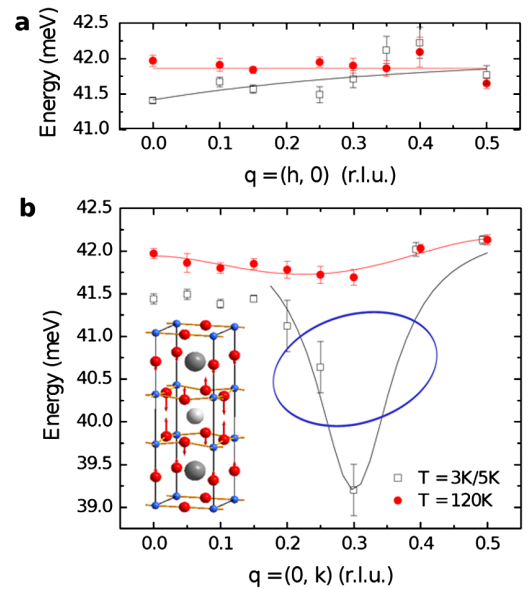 a
42.5
42.0
41.5
41.0
Energy (meV)
0.0 0.1 0.2 0.3 0.4 0.5
q = (h, 0) (r.l.u.)
b
42.5
42.0
41.5
41.0
40.5
40.0
39.5
39.0
Energy (meV)
T = 3K/5K
T = 120K
0.0 0.1 0.2 0.3 0.4 0.5
q = (0, k) (r.l.u.)